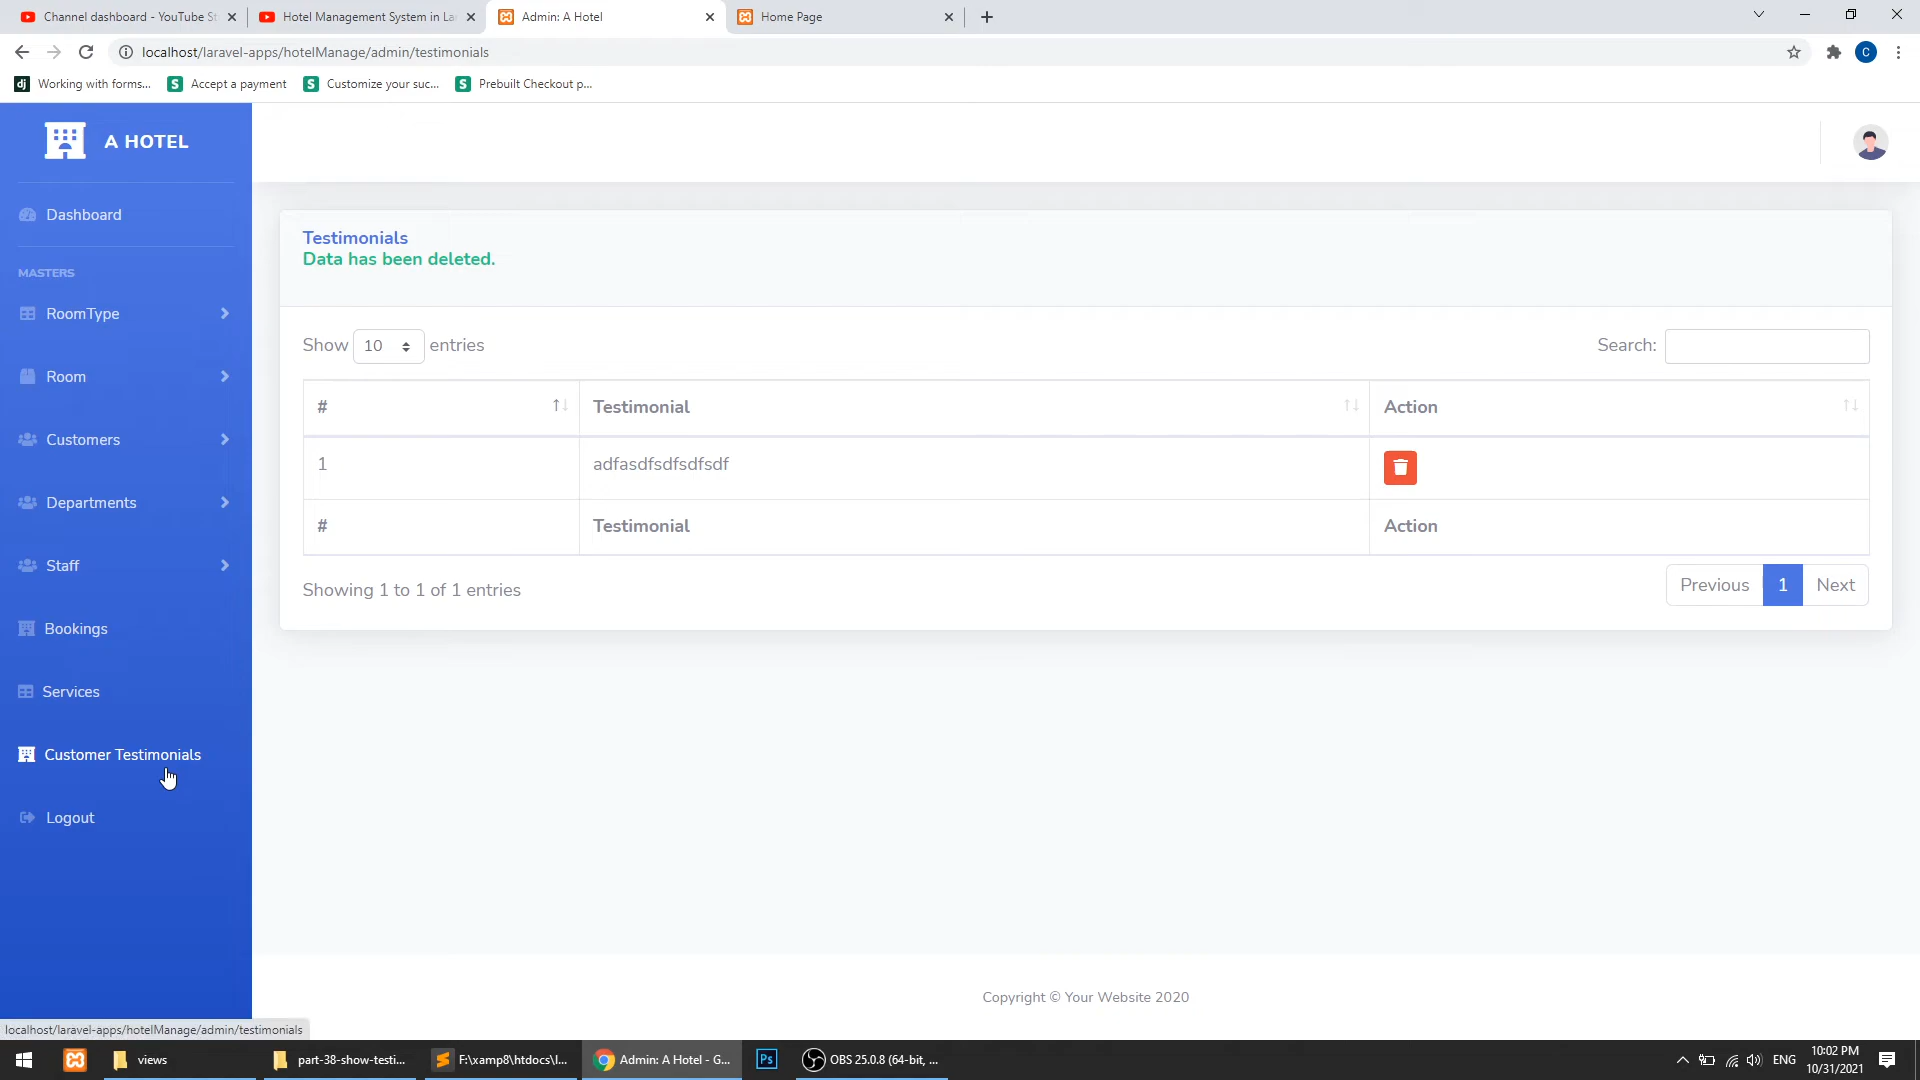 Channel dashboard - YouTube St
Hotel Management System in La
Admin: A Hotel
Home Page
localhost/laravel-apps/hotelManage/admin/testimonials
C
dj Working with forms...
S Accept a payment
S Customize your suc...
S Prebuilt Checkout p...
A HOTEL
Dashboard
MASTERS
RoomType
Room
Customers
Departments
Staff
Bookings
Services
Customer Testimonials
Logout
Testimonials
Data has been deleted.
Show 10 entries
Search:
# Testimonial Action
1 adfasdfsdfsdfsdf
# Testimonial Action
Showing 1 to 1 of 1 entries
Previous 1 Next
Copyright © Your Website 2020
localhost/laravel-apps/hotelManage/admin/testimonials
views
part-38-show-testi...
F:\xamp8\htdocs\l...
Admin: A Hotel - G...
Ps
OBS 25.0.8 (64-bit, ...
ENG
10:02 PM
10/31/2021